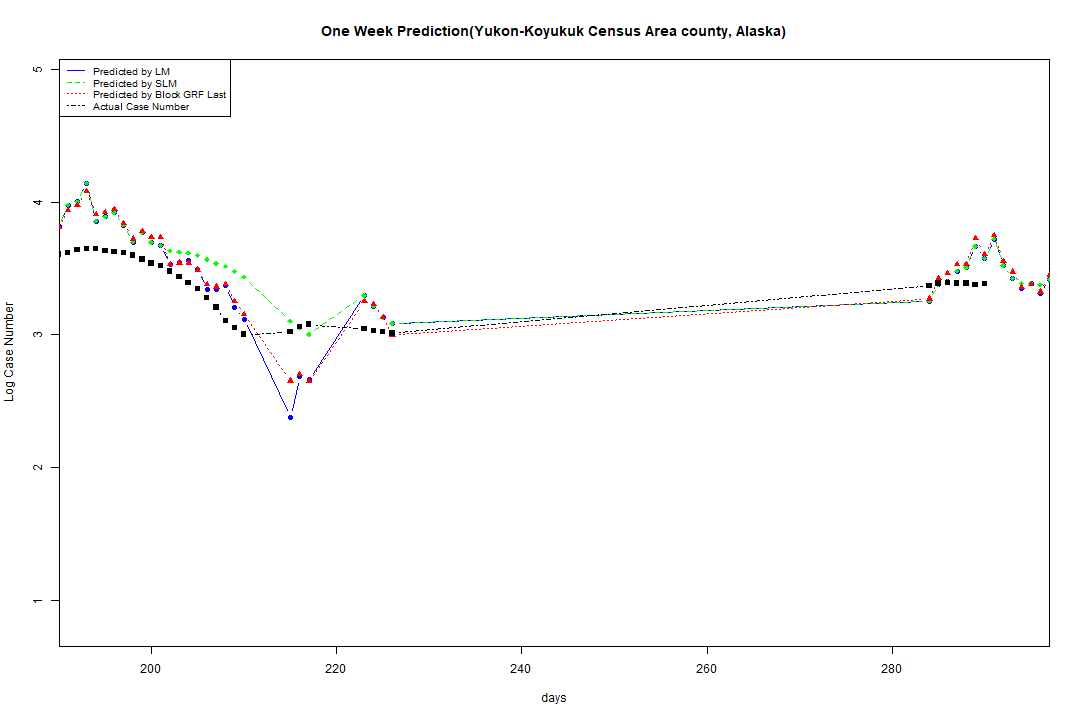 One Week Prediction(Yukon-Koyukuk Census Area county, Alaska)
Predicted by LM
Predicted by SLM
Predicted by Block GRF Last
Actual Case Number
5
4
3
2
1
Log Case Number
200
220
240
260
280
days